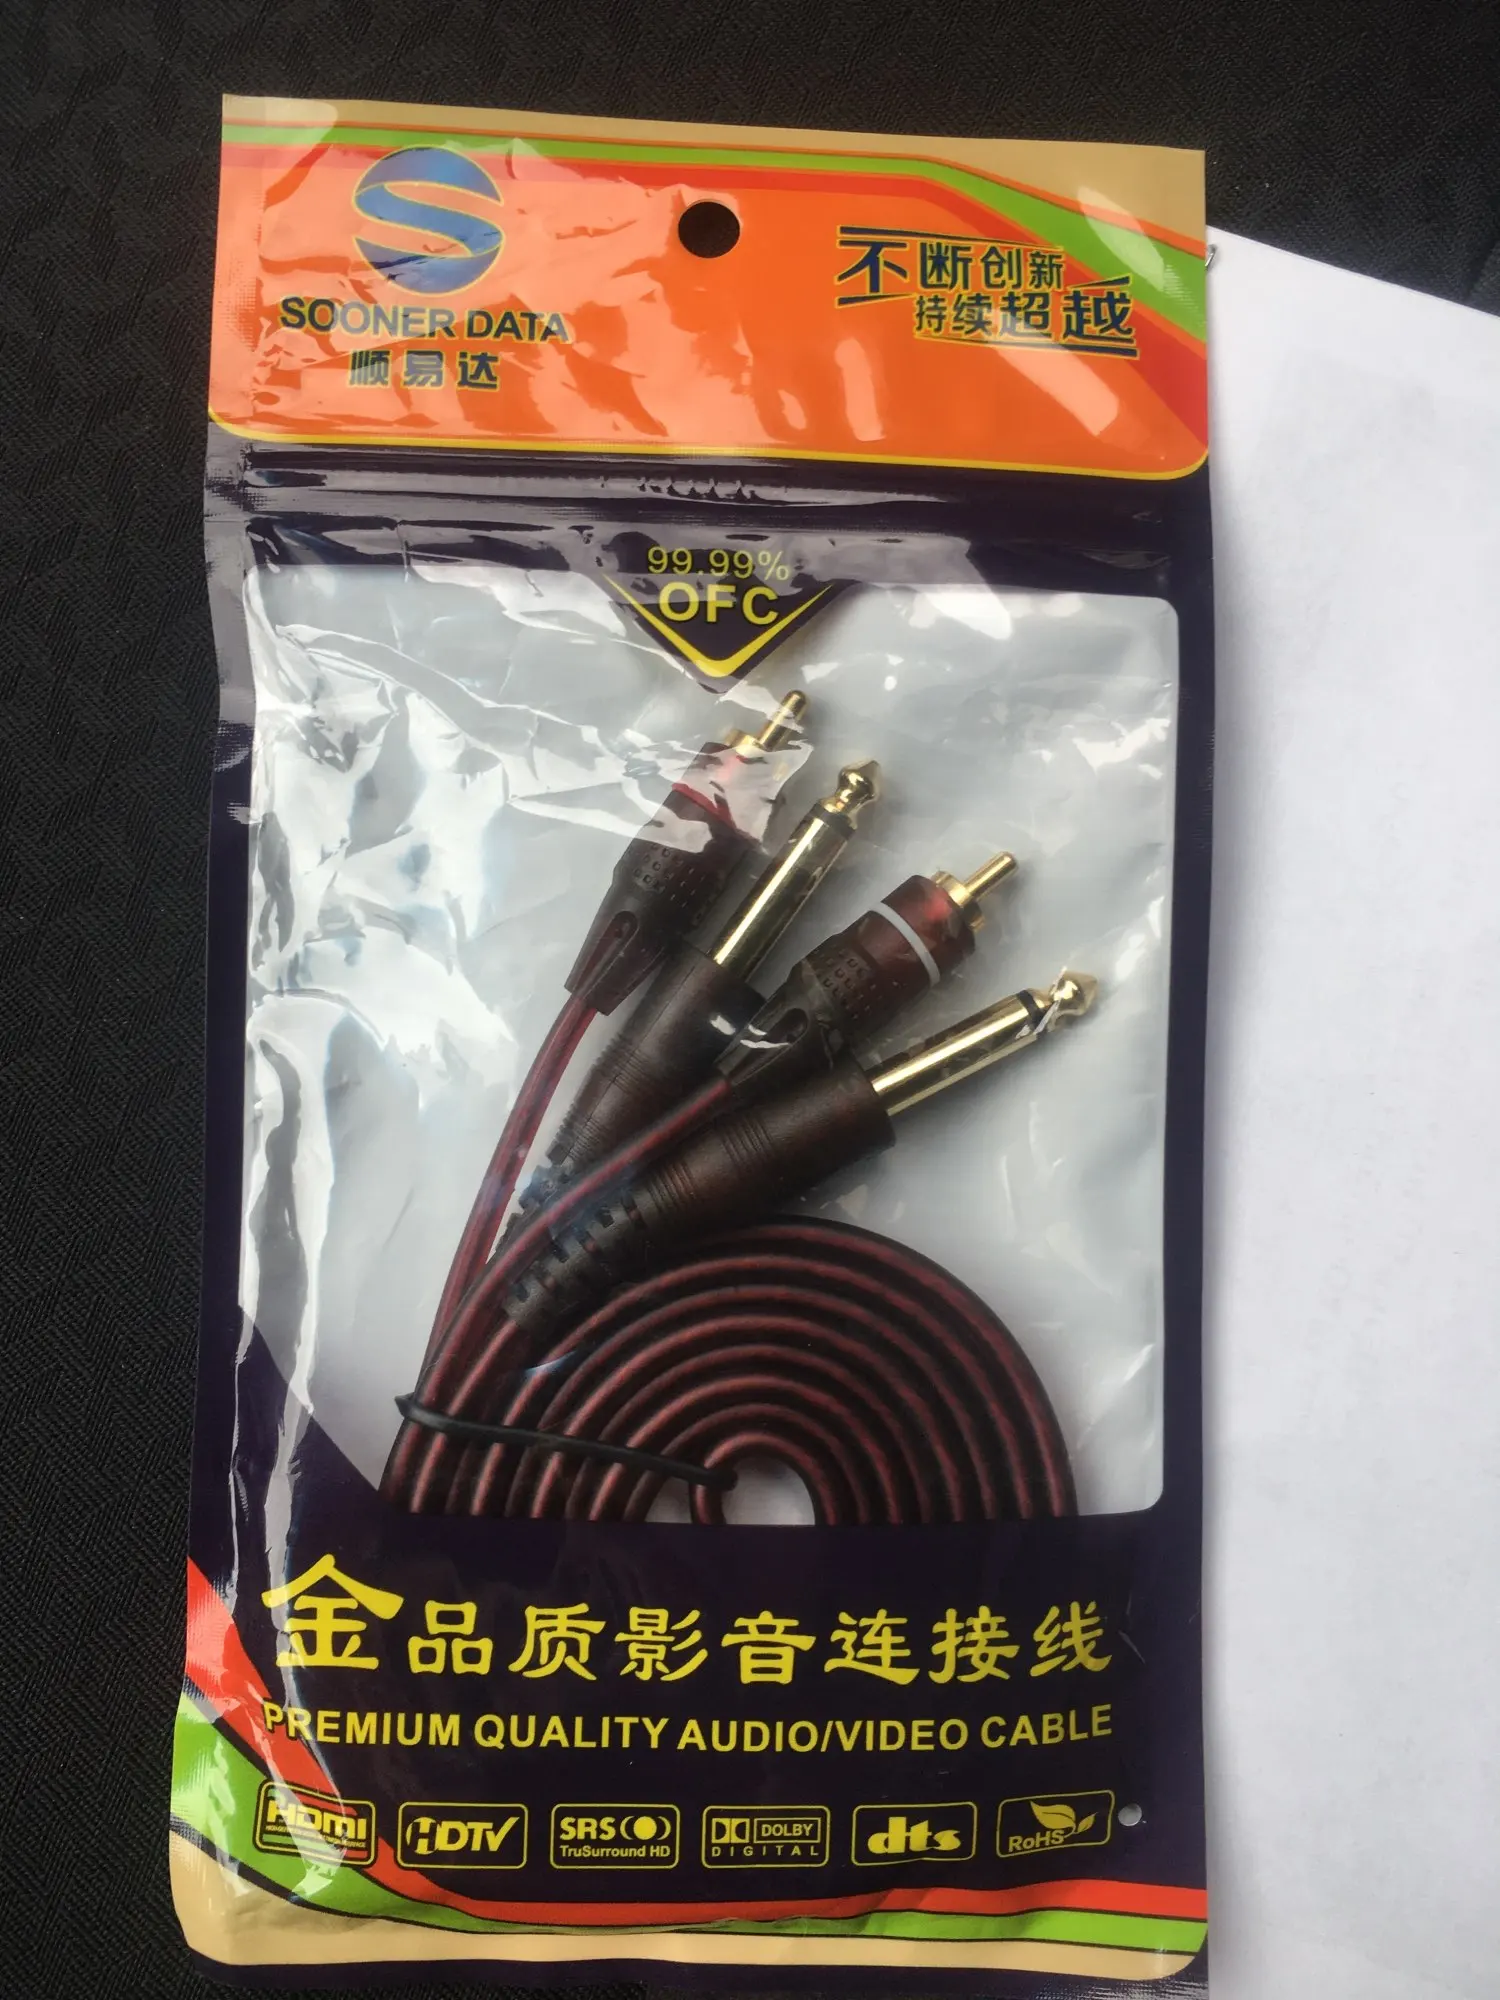 SOONER DATA
顺易达
不断创新
持续超越
99.99%
OFC
金品质影音连接线
PREMIUM QUALITY AUDIO/VIDEO CABLE
HDMI
HDTV
SRS
TruSurround HD
DOLBY
DIGITAL
dts
RoHS